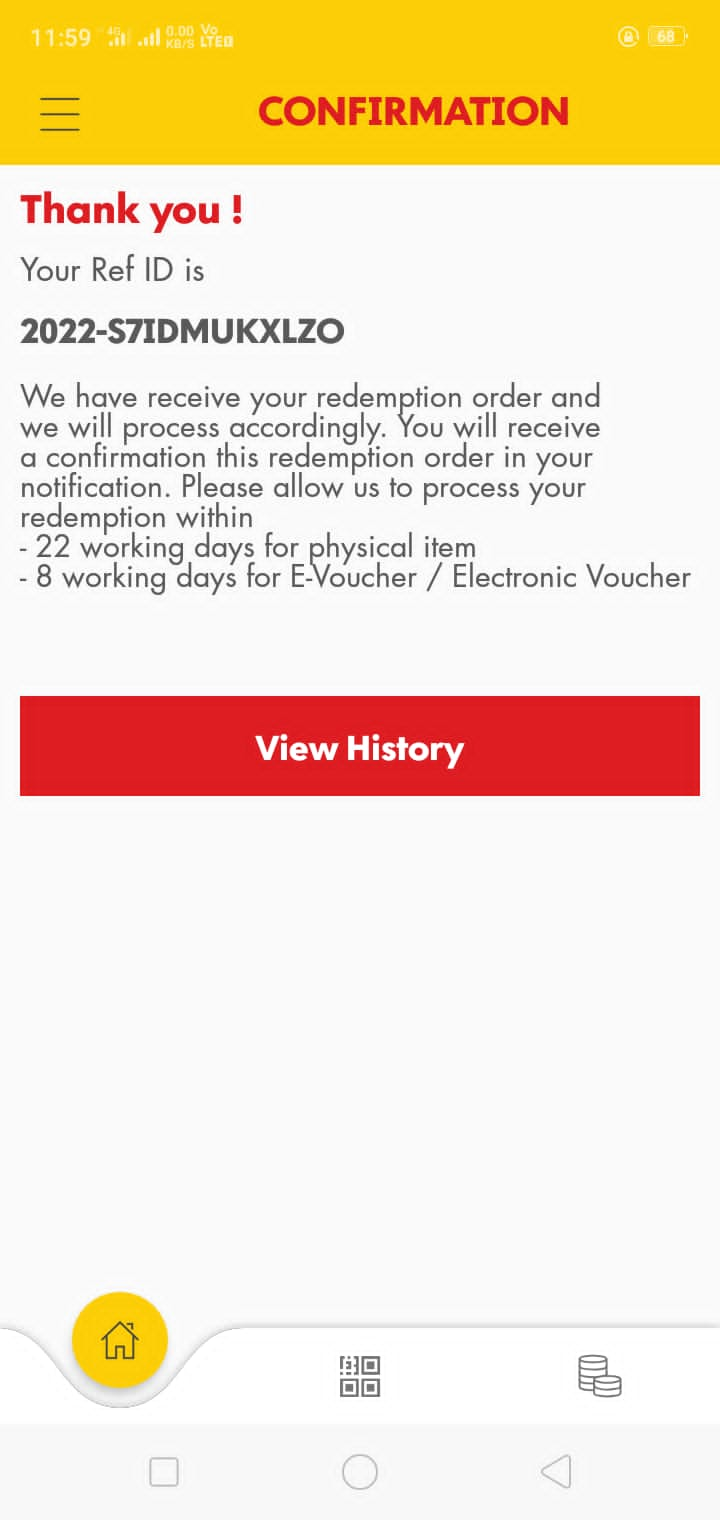 11:59 4G 0.00 KB/S Vo LTE 68
CONFIRMATION
Thank you !
Your Ref ID is
2022-S7IDMUKXLZO
We have receive your redemption order and
we will process accordingly. You will receive
a confirmation this redemption order in your
notification. Please allow us to process your
redemption within
- 22 working days for physical item
- 8 working days for E-Voucher / Electronic Voucher
View History